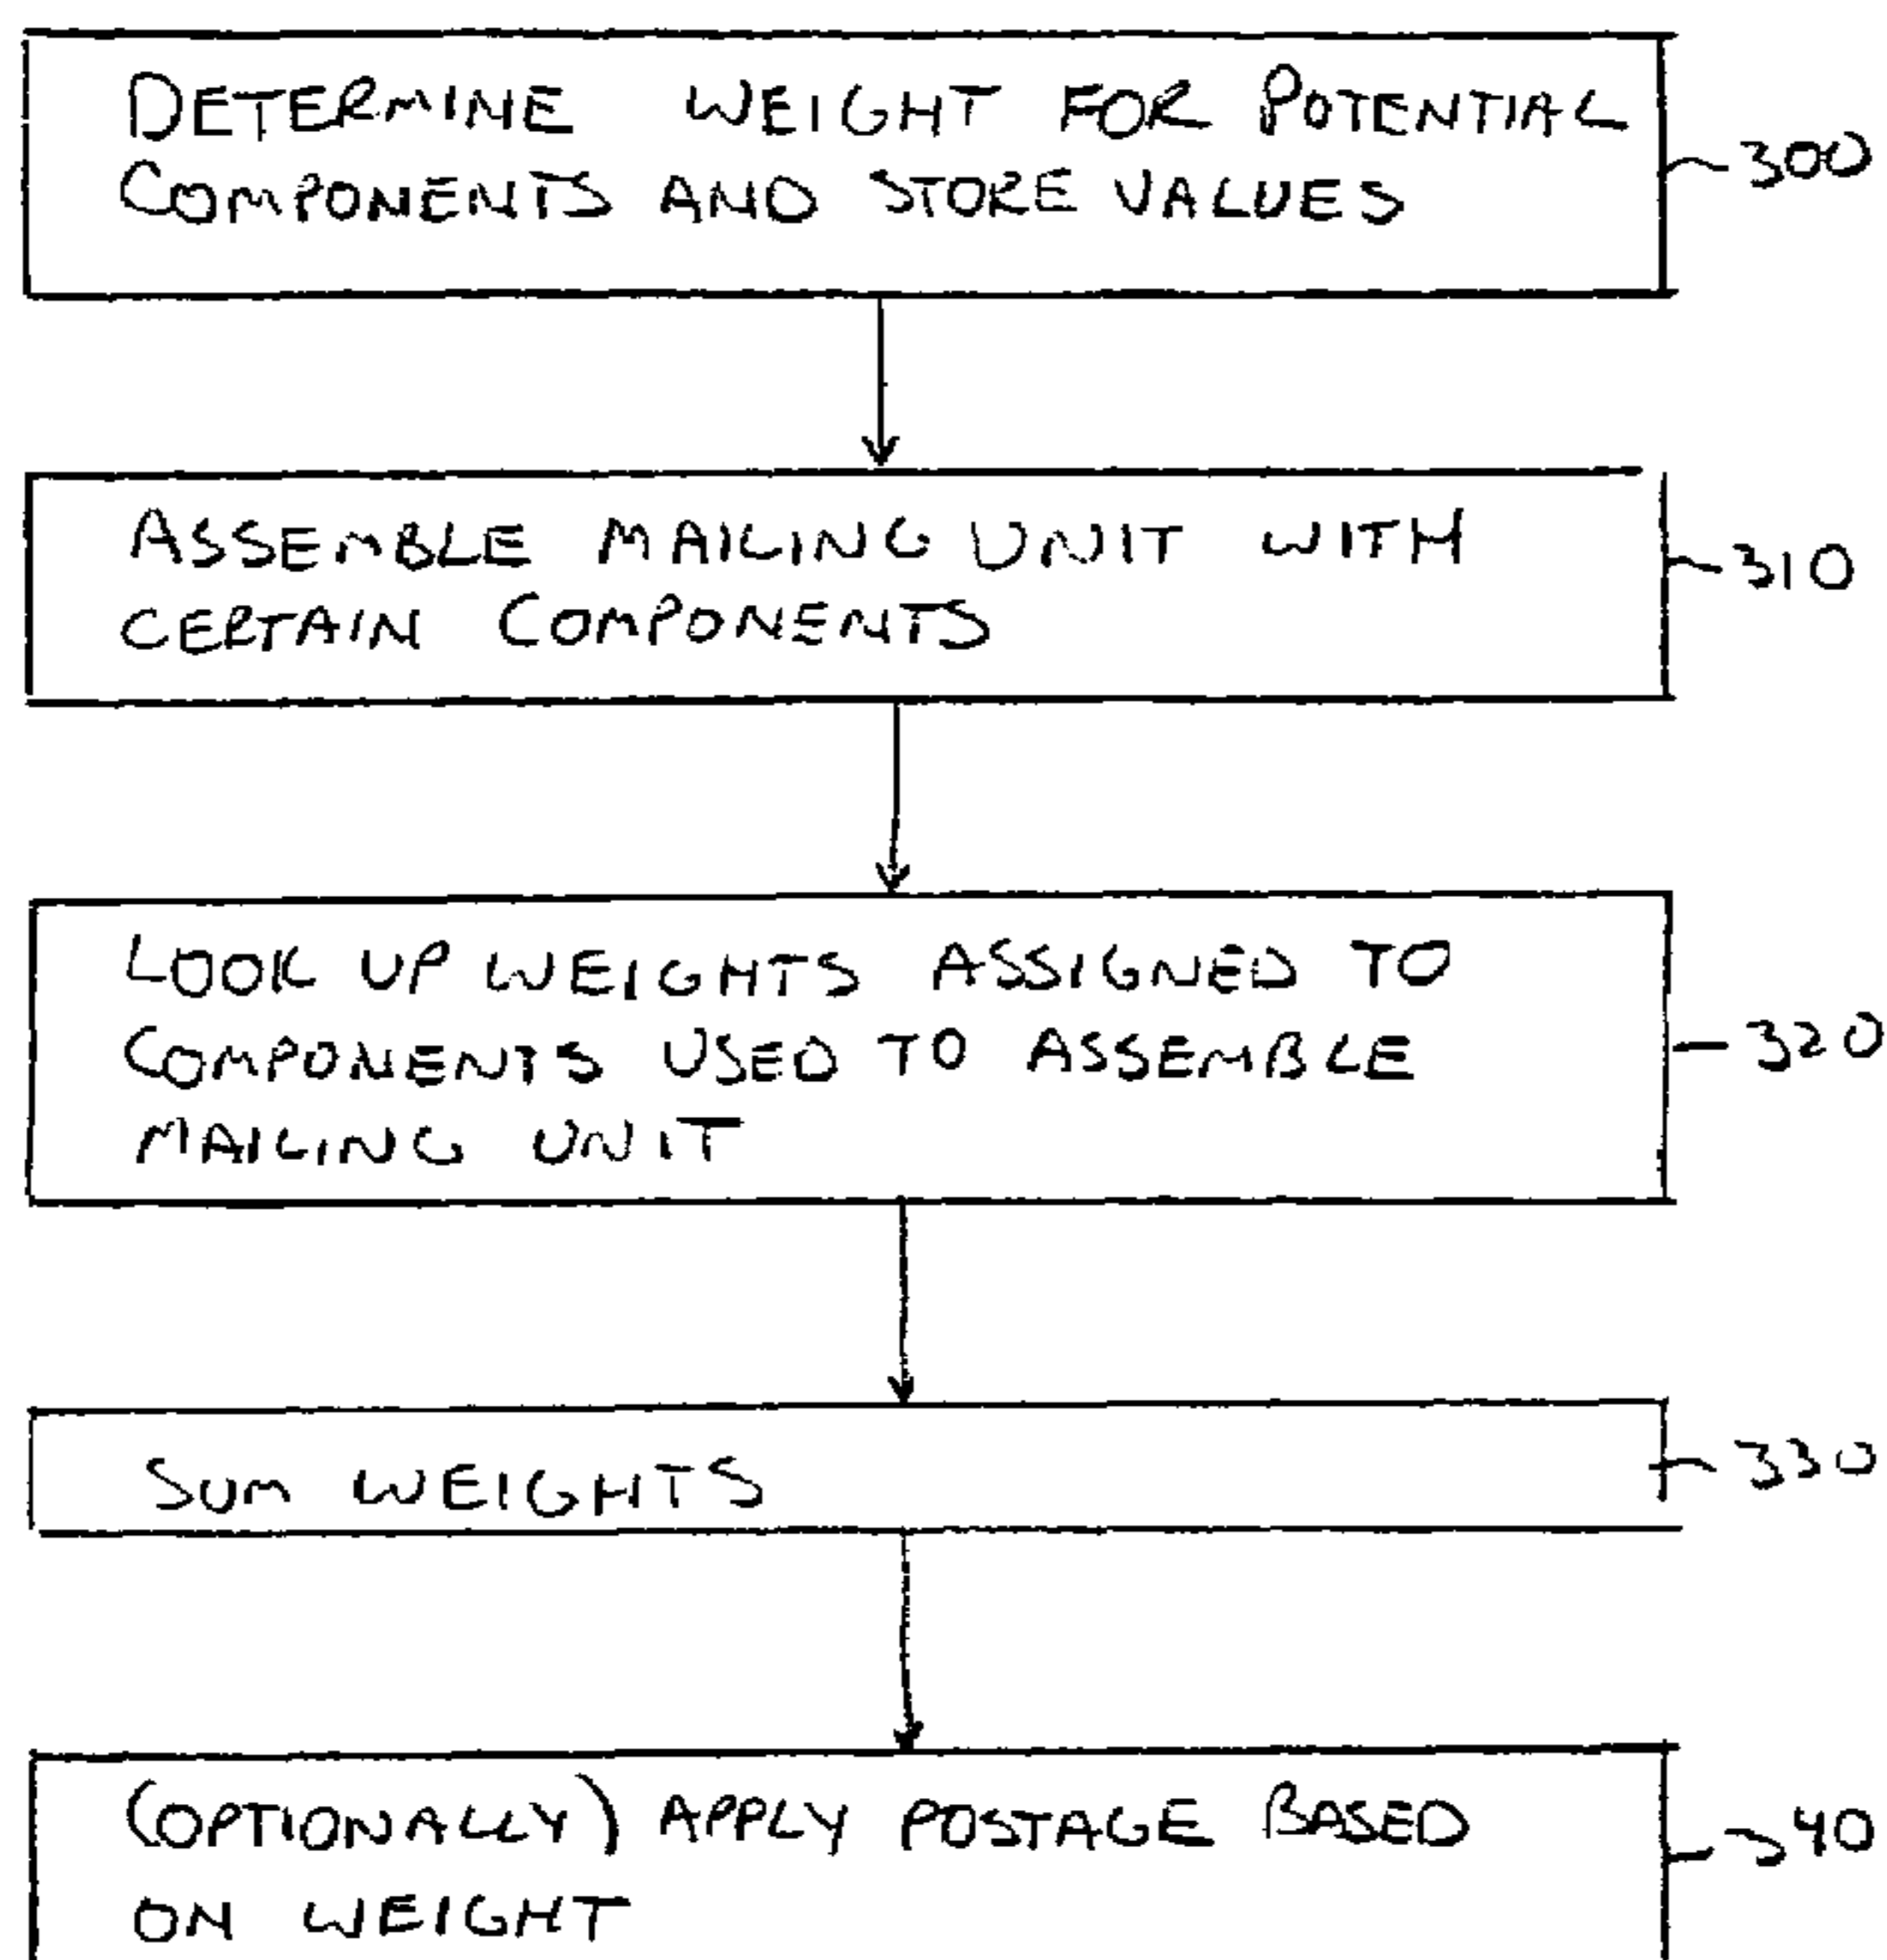 DETERMINE WEIGHT FOR POTENTIAL
COMPONENTS AND STORE VALUES
300
ASSEMBLE MAILING UNIT WITH
CERTAIN COMPONENTS
310
LOOK UP WEIGHTS ASSIGNED TO
COMPONENTS USED TO ASSEMBLE
MAILING UNIT
320
SUM WEIGHTS
330
(OPTIONALLY) APPLY POSTAGE BASED
ON WEIGHT
340